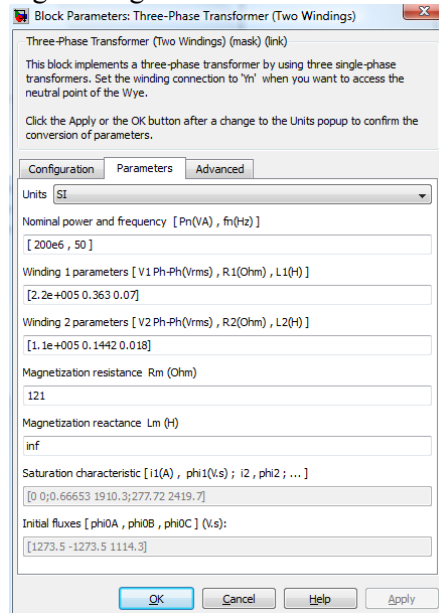 Block Parameters: Three-Phase Transformer (Two Windings)
Three-Phase Transformer (Two Windings) (mask) (link)
This block implements a three-phase transformer by using three single-phase
transformers. Set the winding connection to 'Yn' when you want to access the
neutral point of the Wye.
Click the Apply or the OK button after a change to the Units popup to confirm the
conversion of parameters.
Configuration Parameters Advanced
Units SI
Nominal power and frequency [ Pn(VA) , fn(Hz) ]
[ 200e6 , 50 ]
Winding 1 parameters [ V1 Ph-Ph(Vrms) , R1(Ohm) , L1(H) ]
[2.2e+005 0.363 0.07]
Winding 2 parameters [ V2 Ph-Ph(Vrms) , R2(Ohm) , L2(H) ]
[1.1e+005 0.1442 0.018]
Magnetization resistance Rm (Ohm)
121
Magnetization reactance Lm (H)
inf
Saturation characteristic [ i1(A) , phi1(V.s) ; i2 , phi2 ; ... ]
[0 0;0.66653 1910.3;277.72 2419.7]
Initial fluxes [ phi0A , phi0B , phi0C ] (V.s):
[1273.5 -1273.5 1114.3]
OK Cancel Help Apply